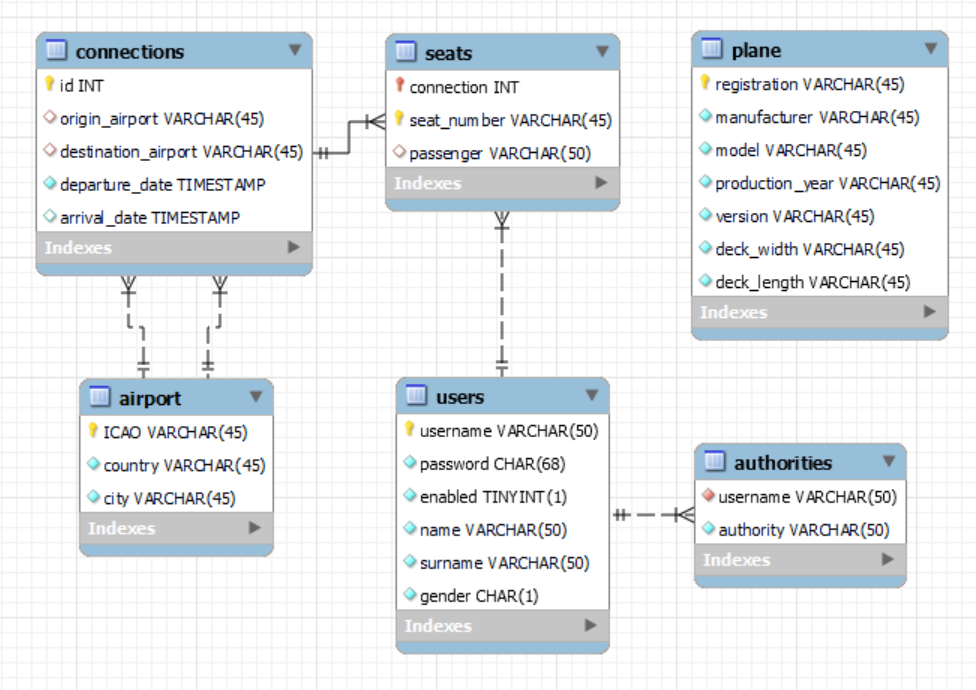 connections
id INT
origin_airport VARCHAR(45)
destination_airport VARCHAR(45)
departure_date TIMESTAMP
arrival_date TIMESTAMP
Indexes
seats
connection INT
seat_number VARCHAR(45)
passenger VARCHAR(50)
Indexes
plane
registration VARCHAR(45)
manufacturer VARCHAR(45)
model VARCHAR(45)
production_year VARCHAR(45)
version VARCHAR(45)
deck_width VARCHAR(45)
deck_length VARCHAR(45)
Indexes
airport
ICAO VARCHAR(45)
country VARCHAR(45)
city VARCHAR(45)
Indexes
users
username VARCHAR(50)
password CHAR(68)
enabled TINYINT(1)
name VARCHAR(50)
surname VARCHAR(50)
gender CHAR(1)
Indexes
authorities
username VARCHAR(50)
authority VARCHAR(50)
Indexes